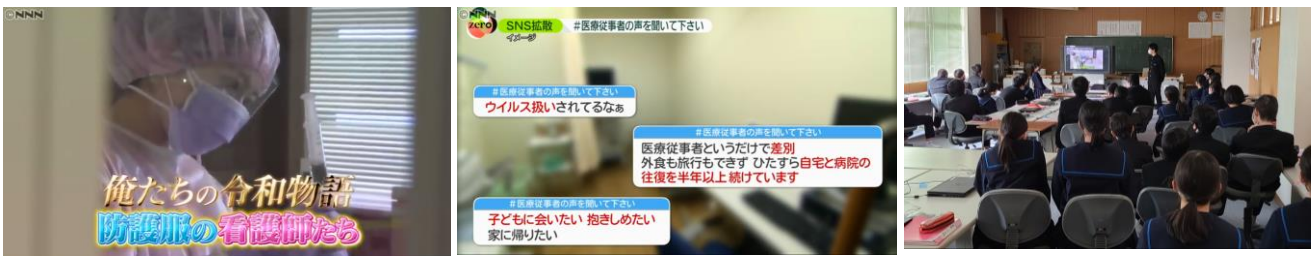 ©NNN
俺たちの令和物語
防護服の看護師たち
©NNN
zero
SNS拡散
#医療従事者の声を聞いて下さい
イメージ
#医療従事者の声を聞いて下さい
ウイルス扱いされてるなぁ
#医療従事者の声を聞いて下さい
医療従事者というだけで差別
外食も旅行もできず ひたすら自宅と病院の
往復を半年以上続けています
#医療従事者の声を聞いて下さい
子どもに会いたい 抱きしめたい
家に帰りたい